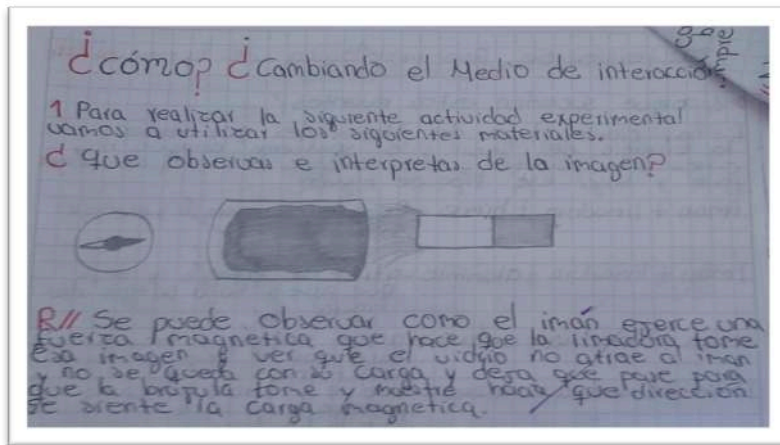 ¿cómo? ¿Cambiando el Medio de interacción
1 Para realizar la siguiente actividad experimental
vamos a utilizar los siguientes materiales.
¿ que observas e interpretas de la imagen?
R// Se puede observar como el imán ejerce una
fuerza magnetica que hace que la limadora tome
esa imagen y ver que el vidrio no atrae al iman
y no se queda con su carga y deja que pase para
que la brujula tome y muestre hacia que dirección
se siente la carga magnetica.